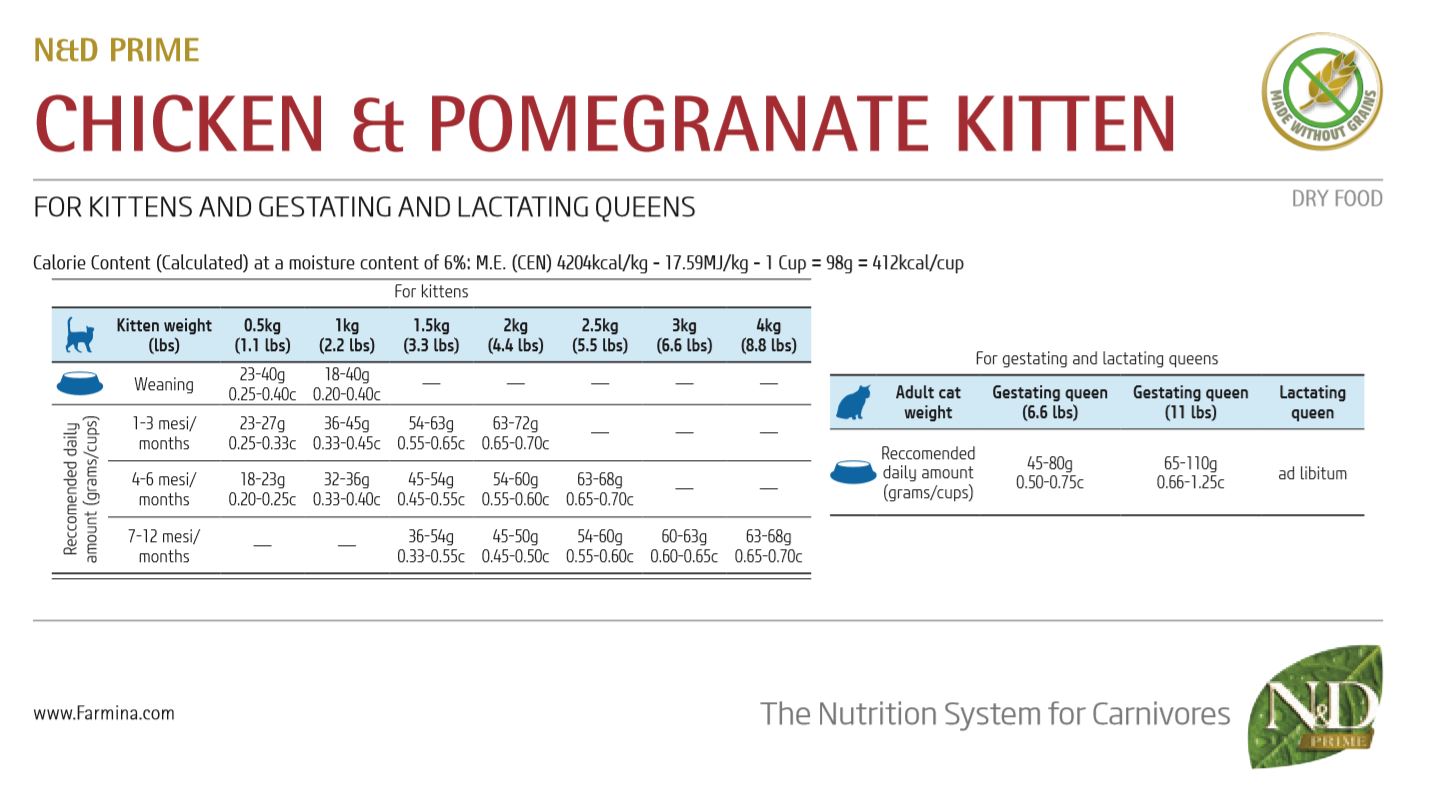 N&D PRIME
CHICKEN & POMEGRANATE KITTEN
MADE WITHOUT GRAINS
FOR KITTENS AND GESTATING AND LACTATING QUEENS
DRY FOOD
Calorie Content (Calculated) at a moisture content of 6%: M.E. (CEN) 4204kcal/kg - 17.59MJ/kg - 1 Cup = 98g = 412kcal/cup
For kittens
Kitten weight 0.5kg 1kg 1.5kg 2kg 2.5kg 3kg 4kg
(lbs) (1.1 lbs) (2.2 lbs) (3.3 lbs) (4.4 lbs) (5.5 lbs) (6.6 lbs) (8.8 lbs)
Weaning 23-40g 18-40g — — — — —
0.25-0.40c 0.20-0.40c
Reccomended daily
amount (grams/cups)
1-3 mesi/ 23-27g 36-45g 54-63g 63-72g — — —
months 0.25-0.33c 0.33-0.45c 0.55-0.65c 0.65-0.70c
4-6 mesi/ 18-23g 32-36g 45-54g 54-60g 63-68g — —
months 0.20-0.25c 0.33-0.40c 0.45-0.55c 0.55-0.60c 0.65-0.70c
7-12 mesi/ — — 36-54g 45-50g 54-60g 60-63g 63-68g
months 0.33-0.55c 0.45-0.50c 0.55-0.60c 0.60-0.65c 0.65-0.70c
For gestating and lactating queens
Adult cat Gestating queen Gestating queen Lactating
weight (6.6 lbs) (11 lbs) queen
Reccomended
daily amount 45-80g 65-110g ad libitum
(grams/cups) 0.50-0.75c 0.66-1.25c
www.Farmina.com
The Nutrition System for Carnivores
N&D
PRIME